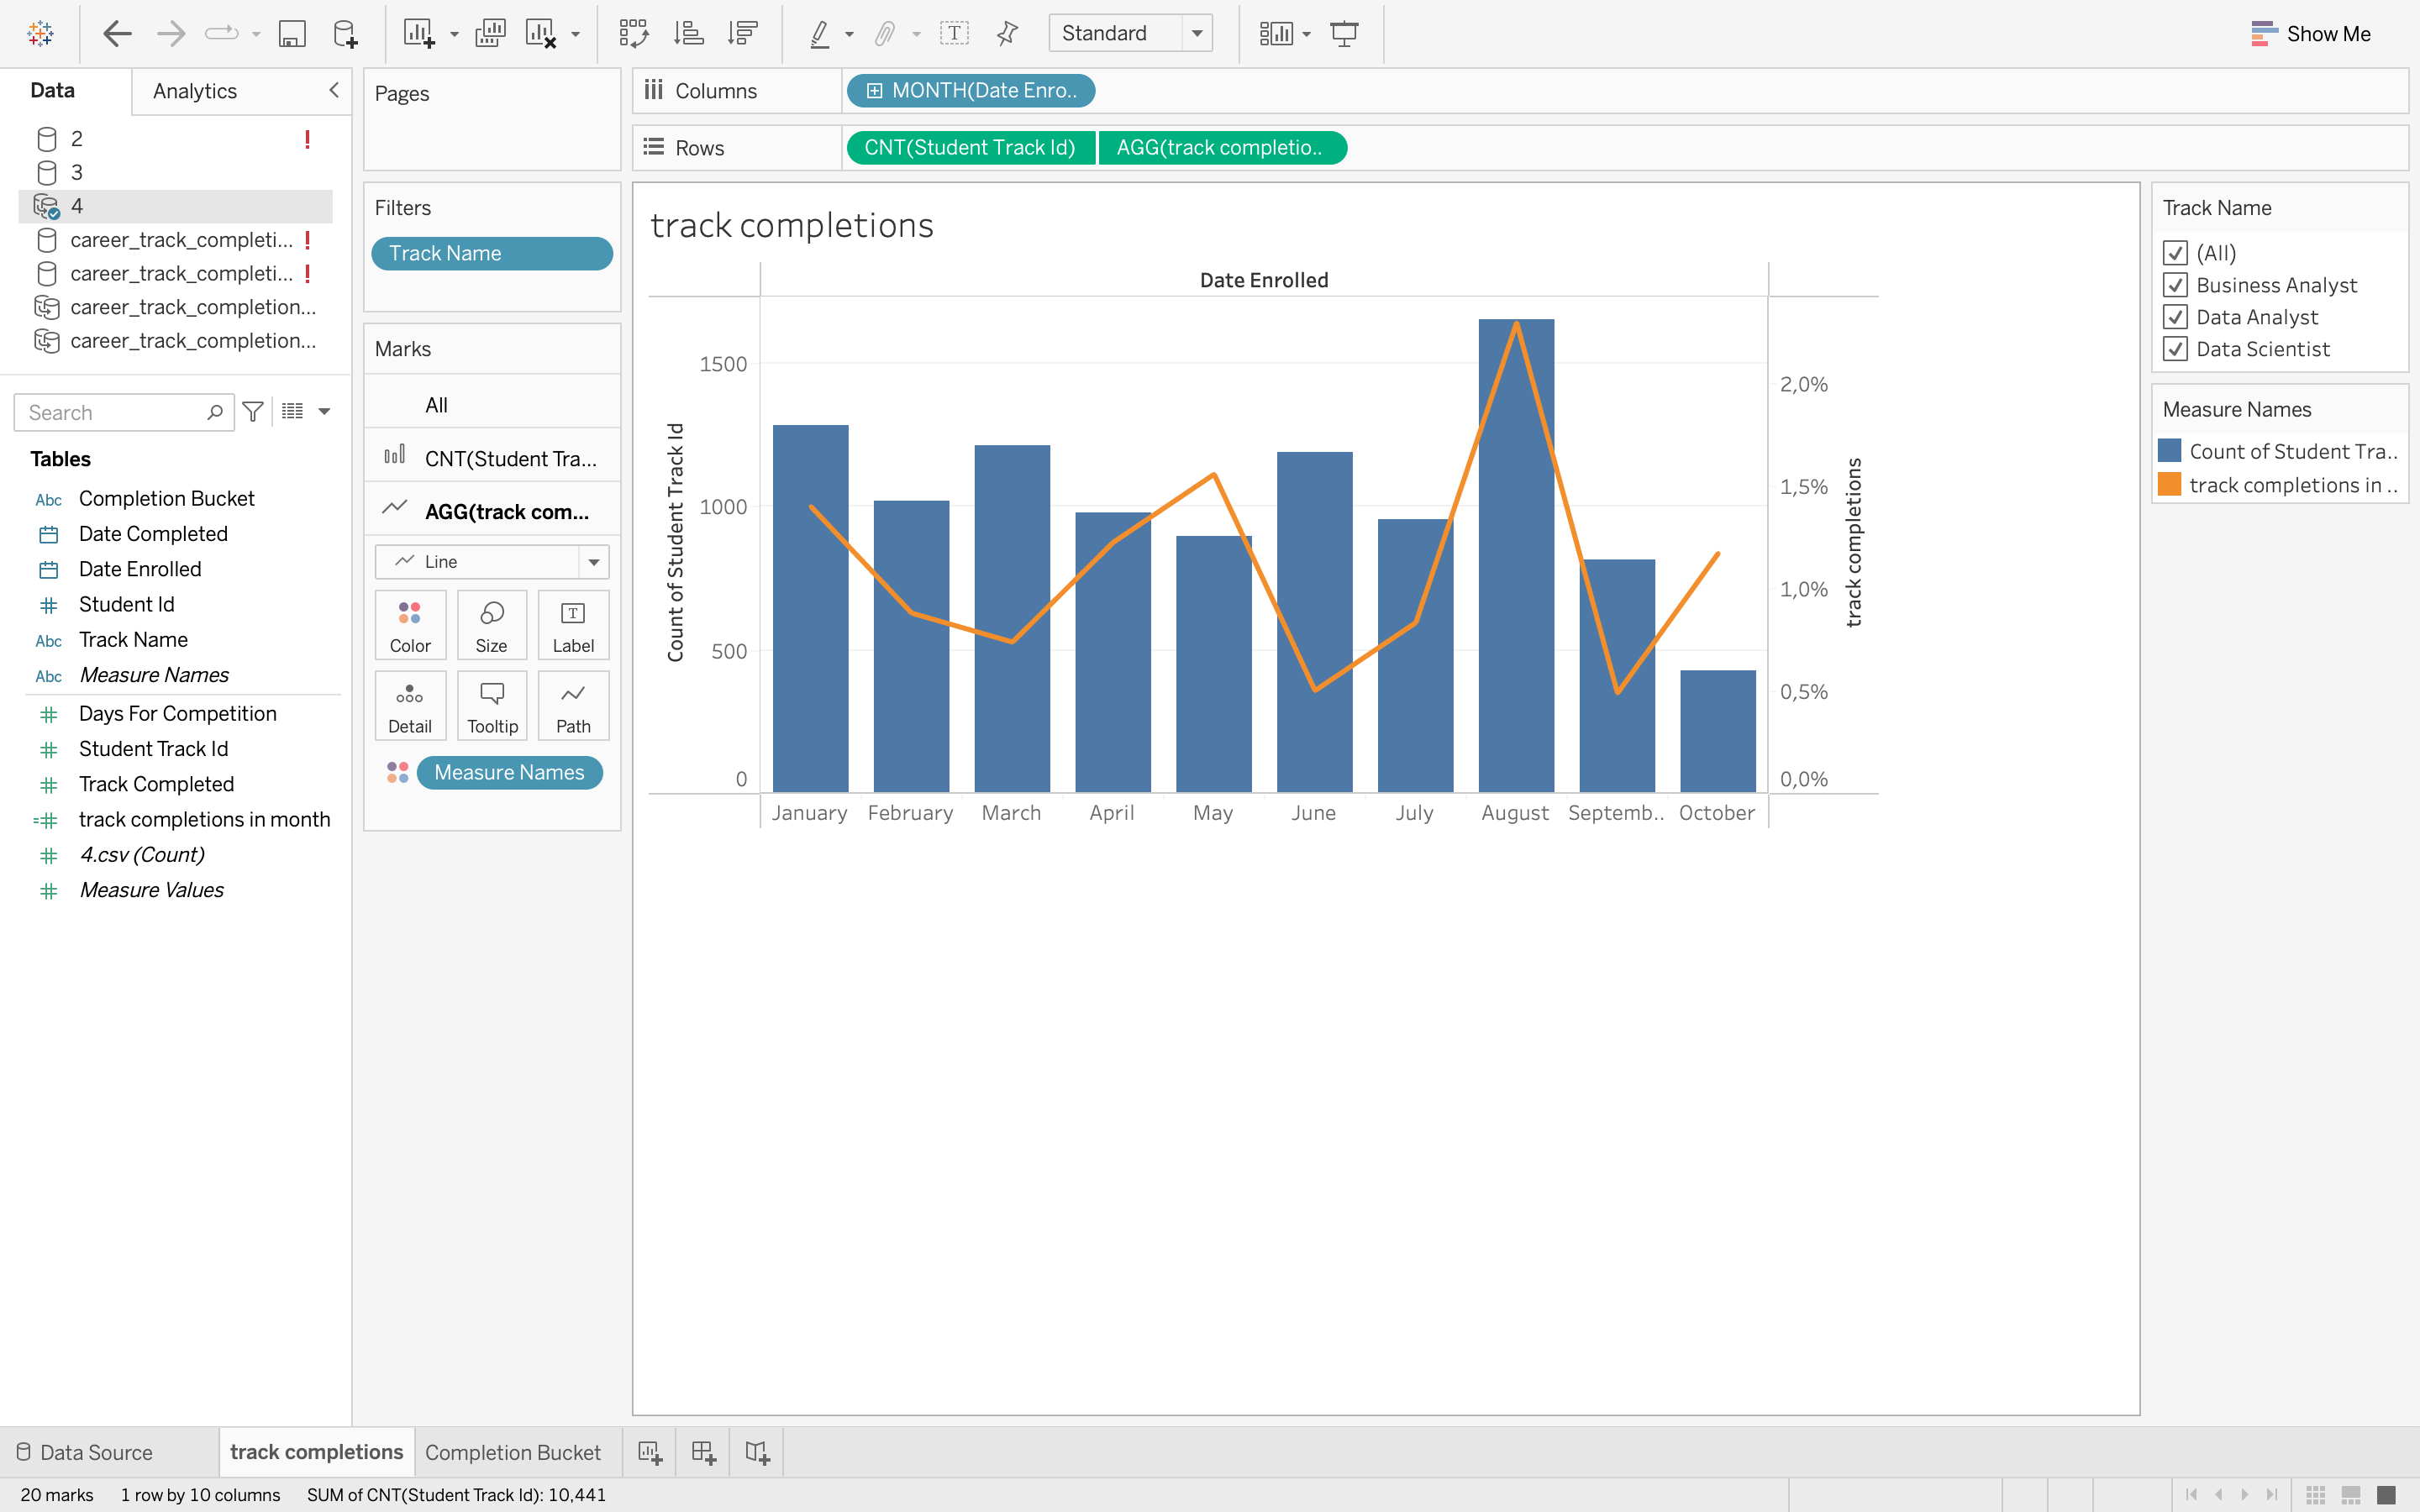 Standard
Show Me
Data
Analytics
2
3
4
career_track_completi...
career_track_completi...
career_track_completion...
career_track_completion...
Search
Tables
Abc Completion Bucket
Date Completed
Date Enrolled
Student Id
Abc Track Name
Abc Measure Names
Days For Competition
Student Track Id
Track Completed
track completions in month
4.csv (Count)
Measure Values
Pages
Filters
Track Name
Marks
All
CNT(Student Tra...
AGG(track com...
Line
Color
Size
Label
Detail
Tooltip
Path
Measure Names
Columns
MONTH(Date Enro..
Rows
CNT(Student Track Id)
AGG(track completio..
track completions
Date Enrolled
Count of Student Track Id
1500
1000
500
0
2,0%
1,5%
1,0%
0,5%
0,0%
track completions
January
February
March
April
May
June
July
August
Septemb..
October
Track Name
(All)
Business Analyst
Data Analyst
Data Scientist
Measure Names
Count of Student Tra..
track completions in ..
Data Source
track completions
Completion Bucket
20 marks
1 row by 10 columns
SUM of CNT(Student Track Id): 10,441